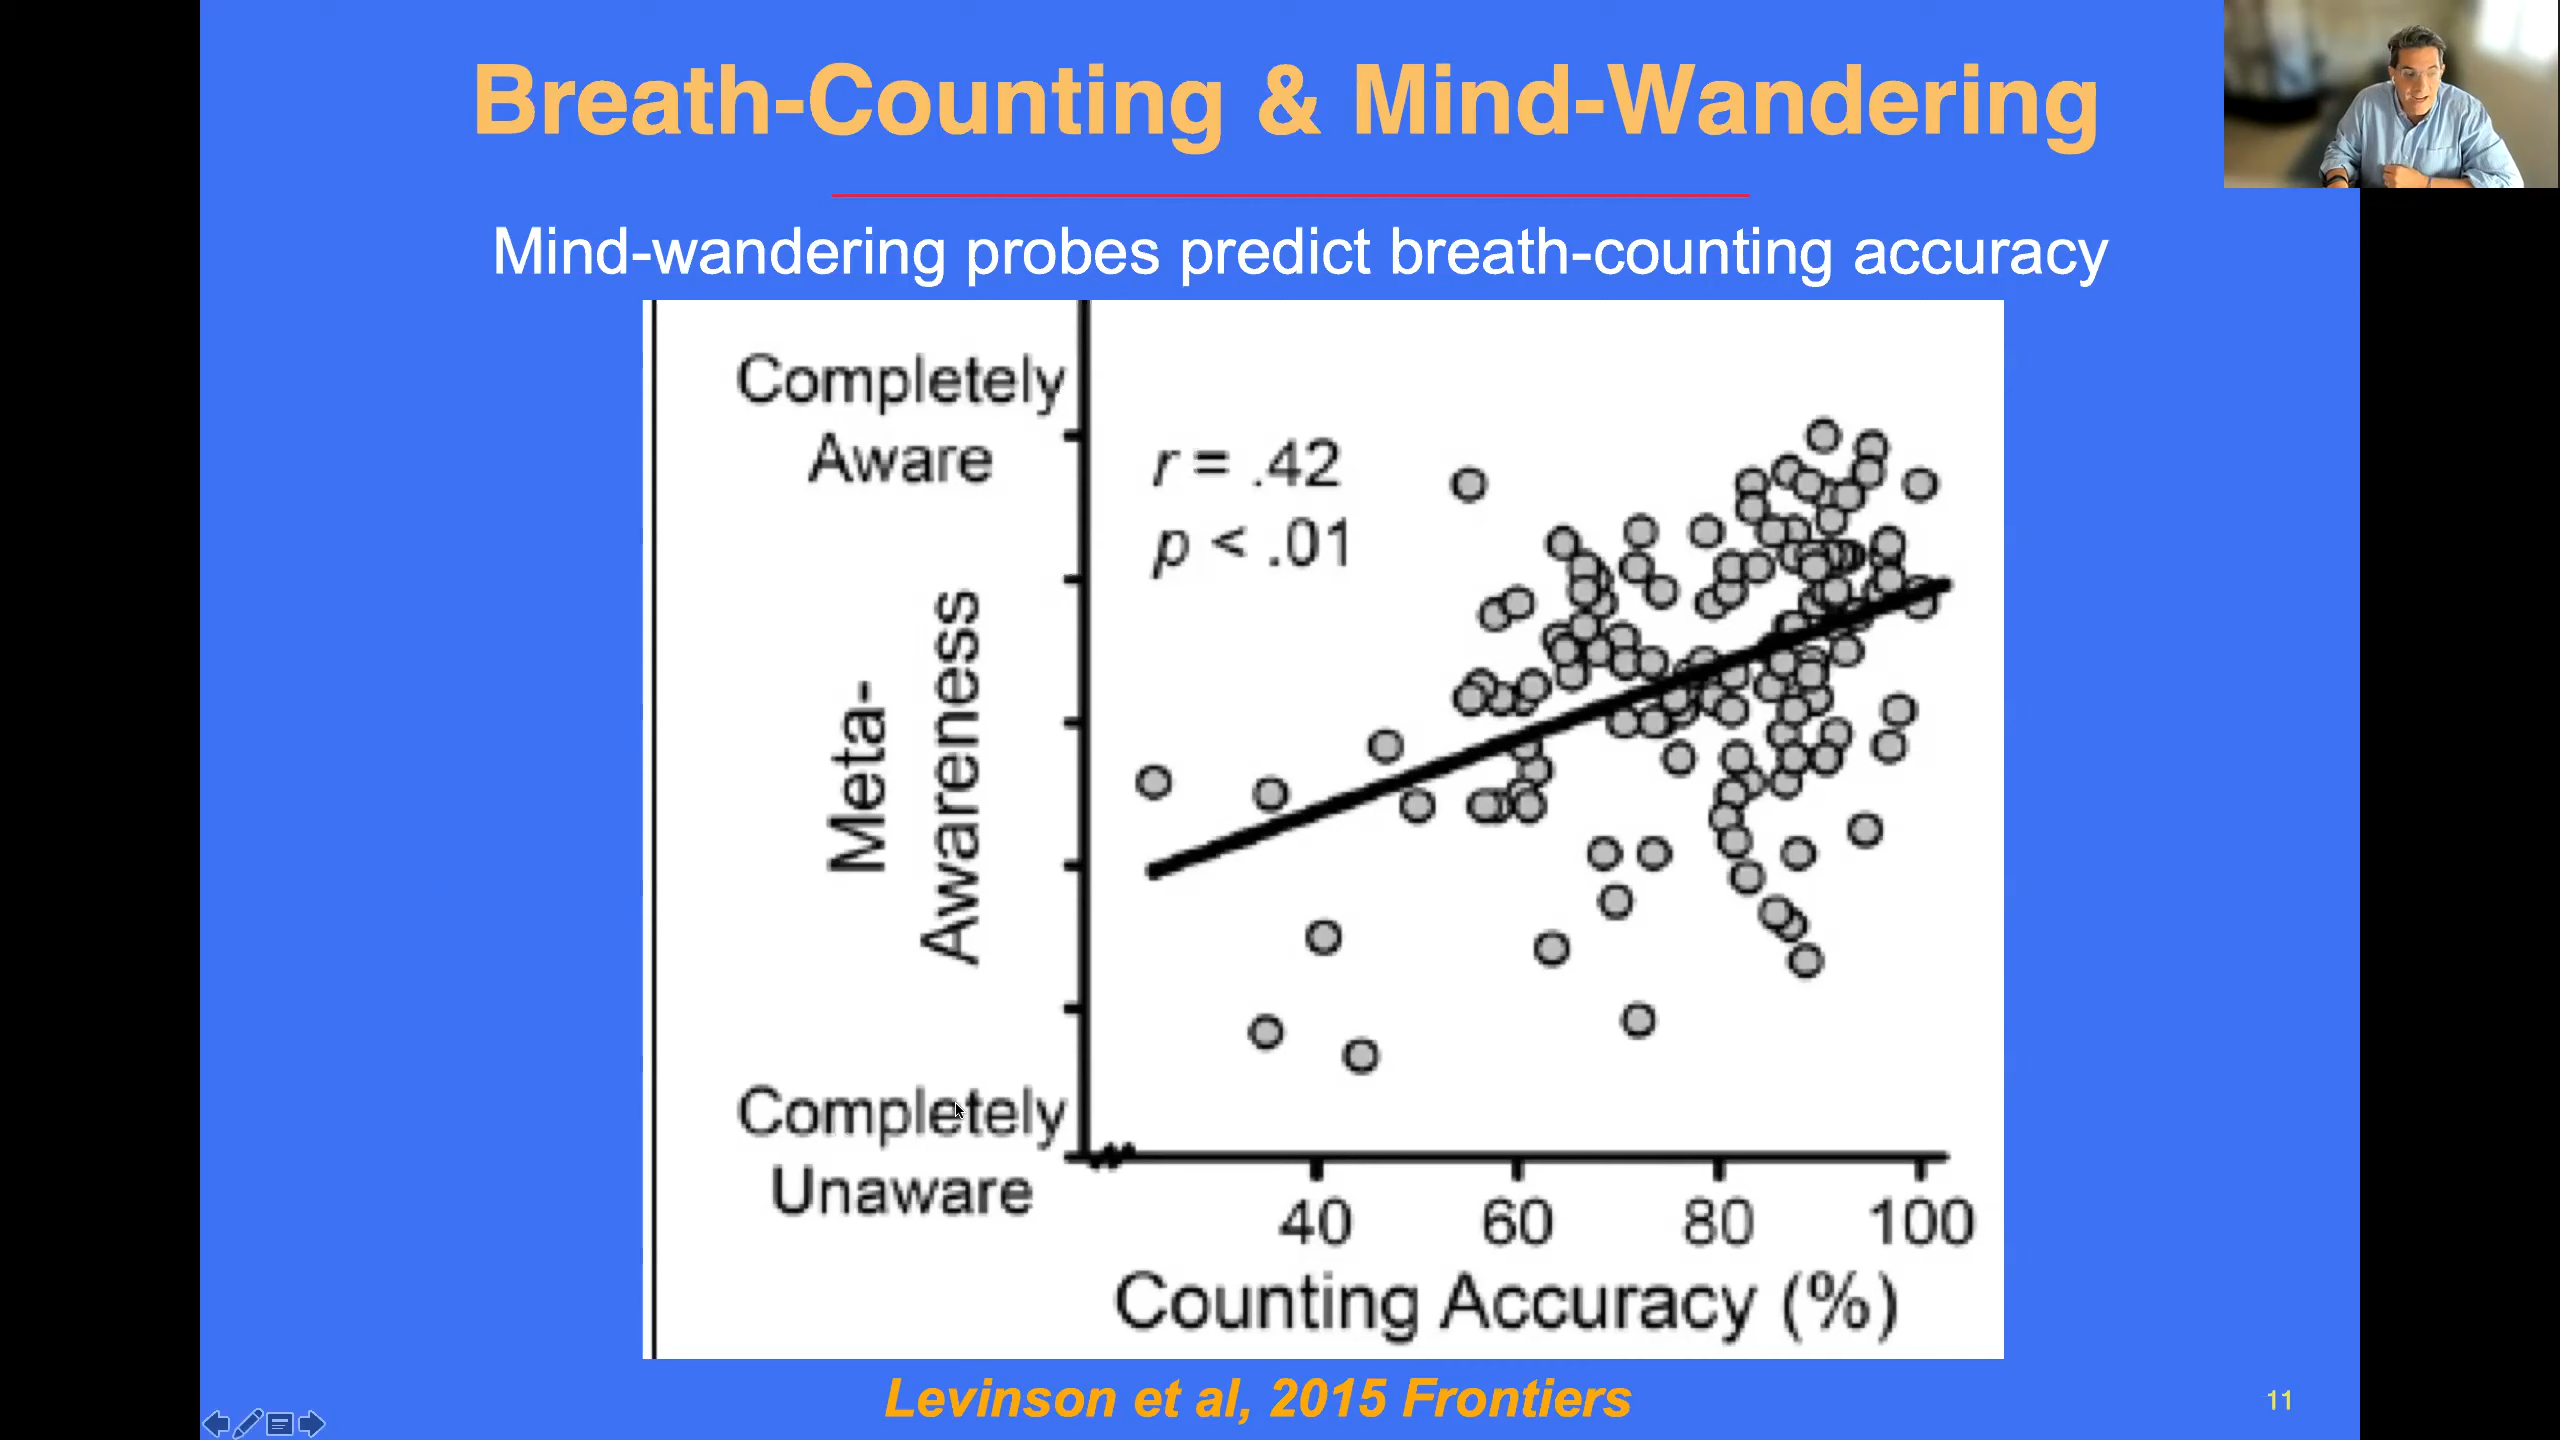 Breath-Counting & Mind-Wandering
Mind-wandering probes predict breath-counting accuracy
Completely
Aware
r = .42
p < .01
Meta-
Awareness
Completely
Unaware
40 60 80 100
Counting Accuracy (%)
Levinson et al, 2015 Frontiers
11